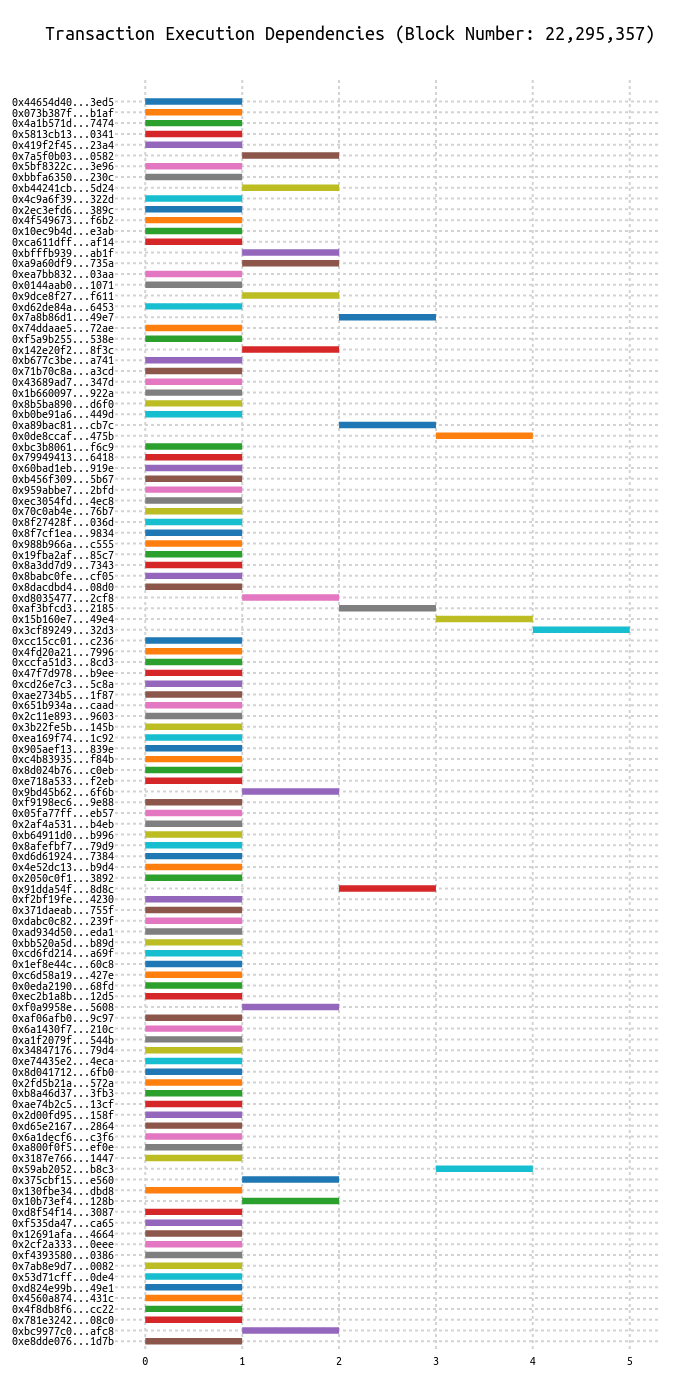 Transaction Execution Dependencies (Block Number: 22,295,357)
0x44654d40...3ed5
0x073b387f...b1af
0x4a1b571d...7474
0x5813cb13...0341
0x419f2f45...23a4
0x7a5f0b03...0582
0x5bf8322c...3e96
0xbbfa6350...230c
0xb44241cb...5d24
0x4c9a6f39...322d
0x2ec3efd6...389c
0x4f549673...f6b2
0x10ec9b4d...e3ab
0xca611dff...af14
0xbfffb939...ab1f
0xa9a60df9...735a
0xea7bb832...03aa
0x0144aab0...1071
0x9dce8f27...f611
0xd62de84a...6453
0x7a8b86d1...49e7
0x74ddaae5...72ae
0xf5a9b255...538e
0x142e20f2...8f3c
0xb677c3be...a741
0x71b70c8a...a3cd
0x43689ad7...347d
0x1b660097...922a
0x8b5ba890...d6f0
0xb0be91a6...449d
0xa89bac81...cb7c
0x0de8ccaf...475b
0xbc3b8061...f6c9
0x79949413...6418
0x60bad1eb...919e
0xb456f309...5b67
0x959abbe7...2bfd
0xec3054fd...4ec8
0x70c0ab4e...76b7
0x8f27428f...036d
0x8f7cf1ea...9834
0x988b966a...c555
0x19fba2af...85c7
0x8a3dd7d9...7343
0x8babc0fe...cf05
0x8dacdbd4...08d0
0xd8035477...2cf8
0xaf3bfcd3...2185
0x15b160e7...49e4
0x3cf89249...32d3
0xcc15cc01...c236
0x4fd20a21...7996
0xccfa51d3...8cd3
0x47f7d978...b9ee
0xcd26e7c3...5c8a
0xae2734b5...1f87
0x651b934a...caad
0x2c11e893...9603
0x3b22fe5b...145b
0xea169f74...1c92
0x905aef13...839e
0xc4b83935...f84b
0x8d024b76...c0eb
0xe718a533...f2eb
0x9bd45b62...6f6b
0xf9198ec6...9e88
0x05fa77ff...eb57
0x2af4a531...b4eb
0xb64911d0...b996
0x8afefbf7...79d9
0xd6d61924...7384
0x4e52dc13...b9d4
0x2050c0f1...3892
0x91dda54f...8d8c
0xf2bf19fe...4230
0x371daeab...755f
0xdabc0c82...239f
0xad934d50...eda1
0xbb520a5d...b89d
0xcd6fd214...a69f
0x1ef8e44c...60c8
0xc6d58a19...427e
0x0eda2190...68fd
0xec2b1a8b...12d5
0xf0a9958e...5608
0xaf06afb0...9c97
0x6a1430f7...210c
0xa1f2079f...544b
0x34847176...79d4
0xe74435e2...4eca
0x8d041712...6fb0
0x2fd5b21a...572a
0xb8a46d37...3fb3
0xae74b2c5...13cf
0x2d00fd95...158f
0xd65e2167...2864
0x6a1decf6...c3f6
0xa800f0f5...ef0e
0x3187e766...1447
0x59ab2052...b8c3
0x375cbf15...e560
0x130fbe34...dbd8
0x10b73ef4...128b
0xd8f54f14...3087
0xf535da47...ca65
0x12691afa...4664
0x2cf2a333...0eee
0xf4393580...0386
0x7ab8e9d7...0082
0x53d71cff...0de4
0xd824e99b...49e1
0x4560a874...431c
0x4f8db8f6...cc22
0x781e3242...08c0
0xbc9977c0...afc8
0xe8dde076...1d7b
0 1 2 3 4 5